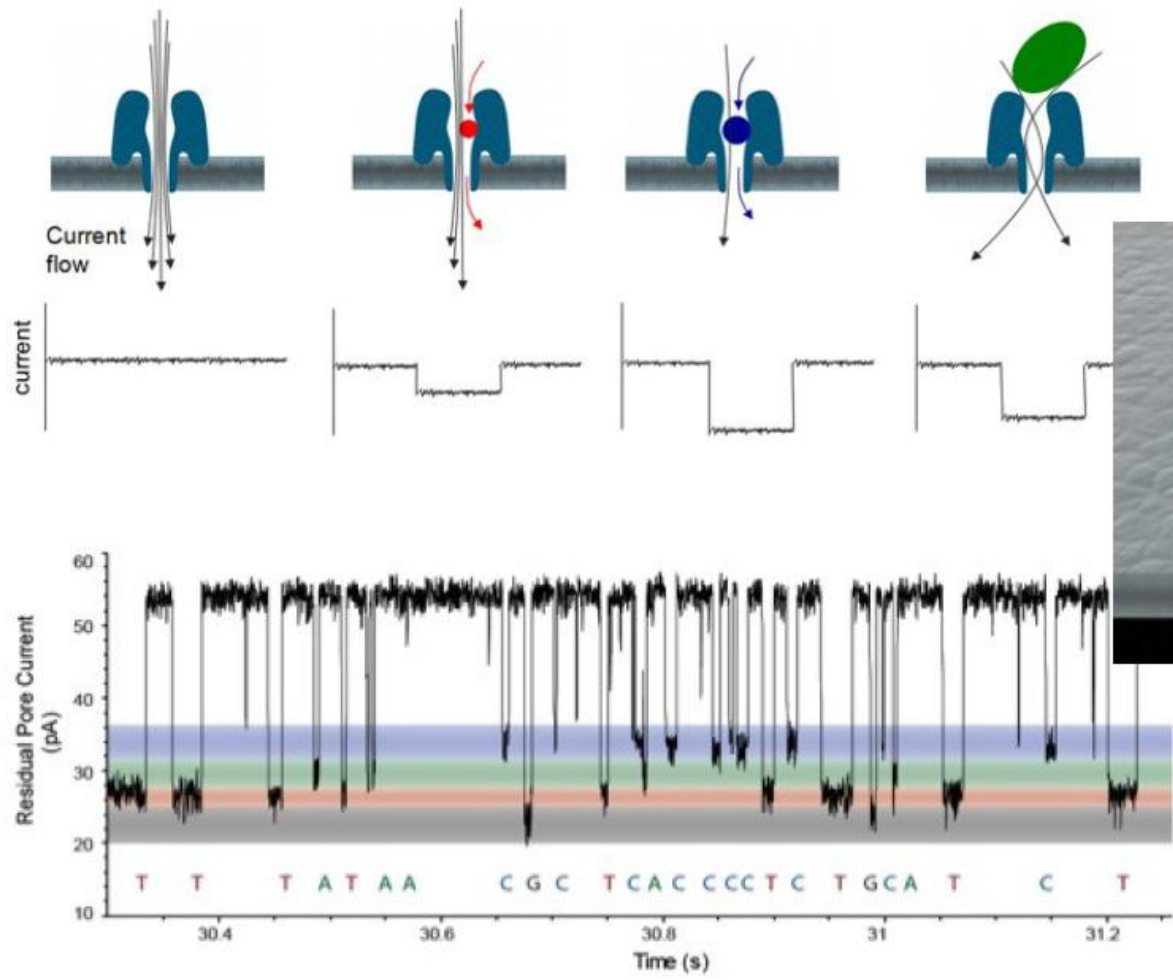 Current
flow
current
60
50
40
30
20
10
Residual Pore Current
(pA)
T T T A T A A C G C T C A C C C C T C T G C A T C T
30.4 30.6 30.8 31 31.2
Time (s)